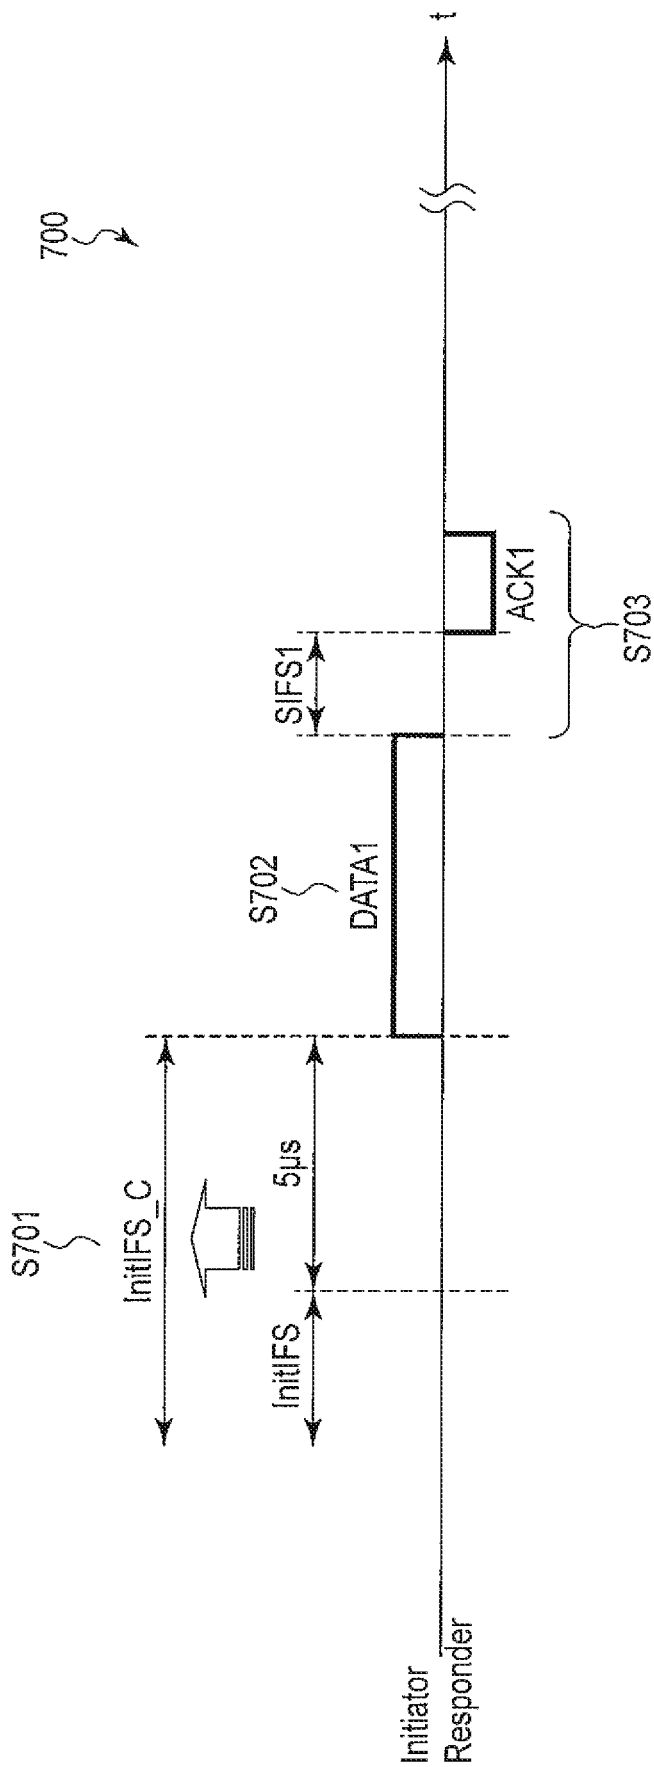 700
S701
InitIFS_C
InitIFS
5μs
S702
DATA1
SIFS1
ACK1
S703
Initiator
Responder
t